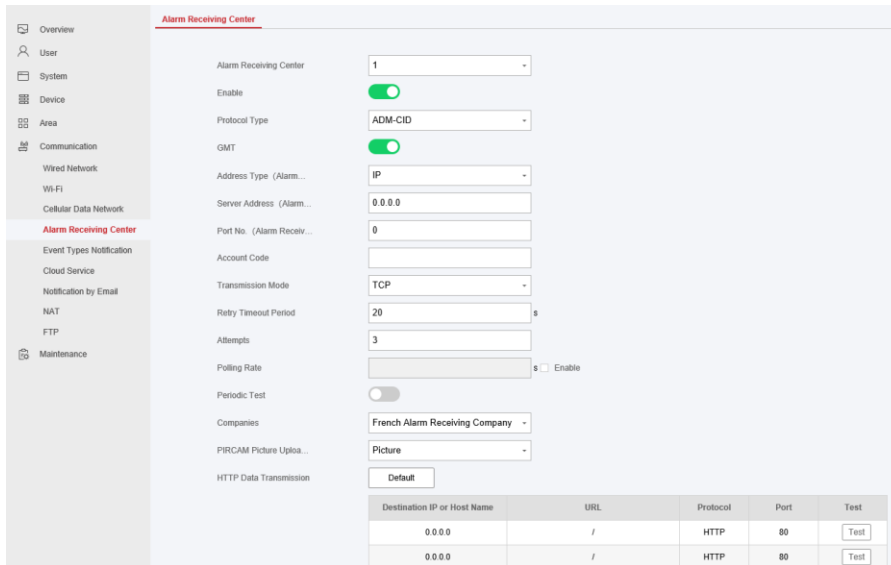 Overview
User
System
Device
Area
Communication
Wired Network
Wi-Fi
Cellular Data Network
Alarm Receiving Center
Event Types Notification
Cloud Service
Notification by Email
NAT
FTP
Maintenance
Alarm Receiving Center
Alarm Receiving Center 1
Enable
Protocol Type ADM-CID
GMT
Address Type (Alarm... IP
Server Address (Alarm... 0.0.0.0
Port No. (Alarm Receiv... 0
Account Code
Transmission Mode TCP
Retry Timeout Period 20 s
Attempts 3
Polling Rate s Enable
Periodic Test
Companies French Alarm Receiving Company
PIRCAM Picture Uploa... Picture
HTTP Data Transmission Default
Destination IP or Host Name URL Protocol Port Test
0.0.0.0 / HTTP 80 Test
0.0.0.0 / HTTP 80 Test